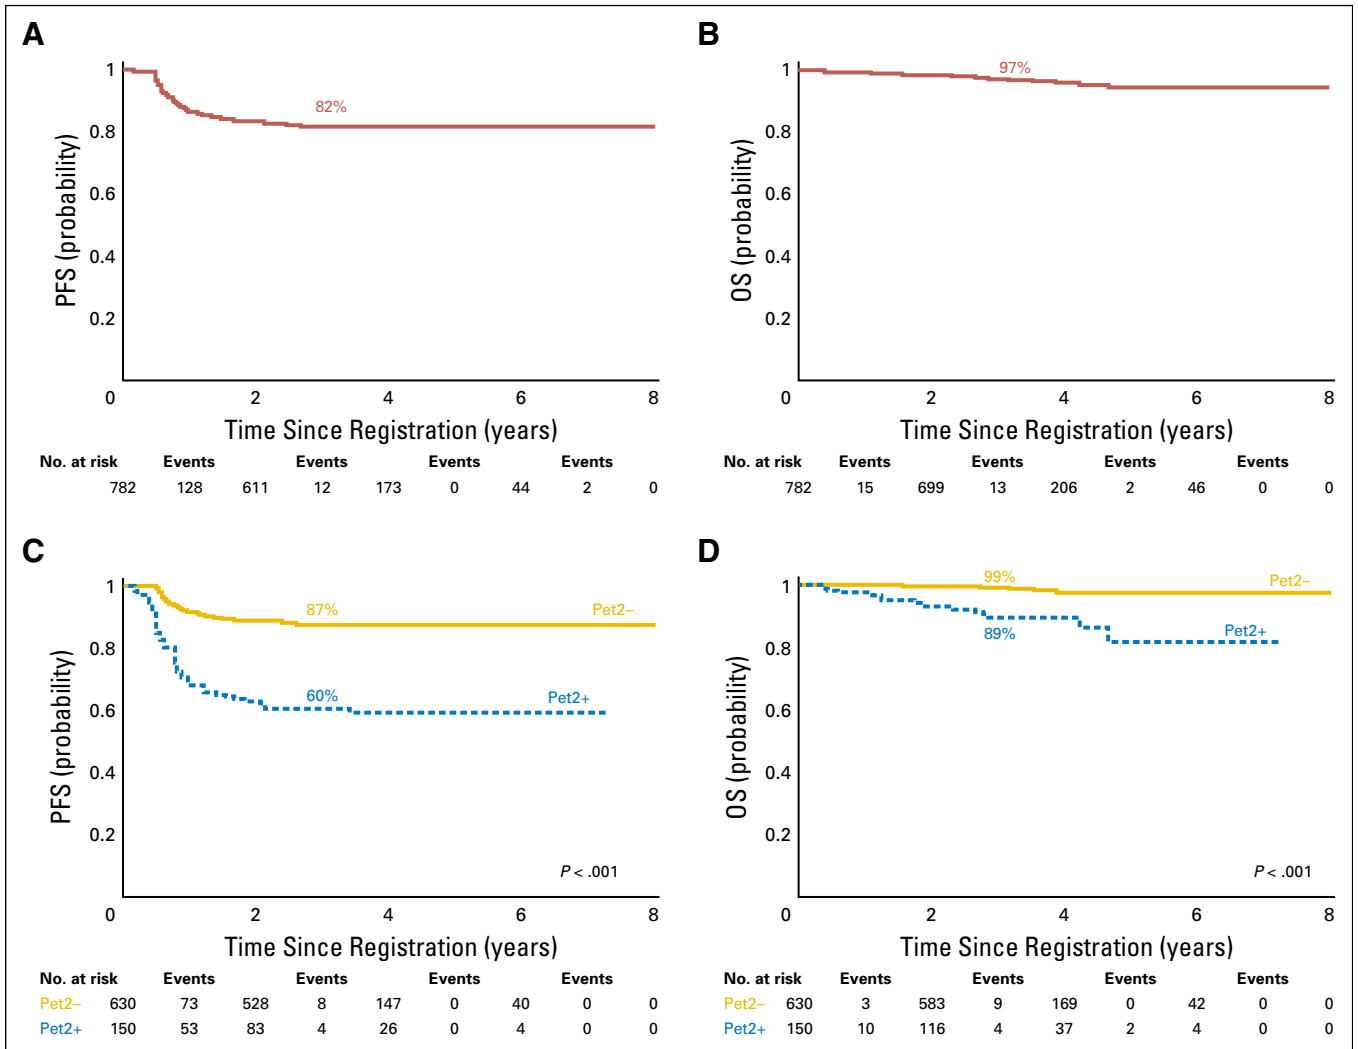 A
1
0.8
0.6
0.4
0.2
0 2 4 6 8
PFS (probability)
82%
Time Since Registration (years)
No. at risk Events Events Events Events
782 128 611 12 173 0 44 2 0
B
1
0.8
0.6
0.4
0.2
0 2 4 6 8
OS (probability)
97%
Time Since Registration (years)
No. at risk Events Events Events Events
782 15 699 13 206 2 46 0 0
C
1
0.8
0.6
0.4
0.2
0 2 4 6 8
PFS (probability)
87%
Pet2–
60%
Pet2+
P < .001
Time Since Registration (years)
No. at risk Events Events Events Events
Pet2– 630 73 528 8 147 0 40 0 0
Pet2+ 150 53 83 4 26 0 4 0 0
D
1
0.8
0.6
0.4
0.2
0 2 4 6 8
OS (probability)
99%
Pet2–
89%
Pet2+
P < .001
Time Since Registration (years)
No. at risk Events Events Events Events
Pet2– 630 3 583 9 169 0 42 0 0
Pet2+ 150 10 116 4 37 2 4 0 0